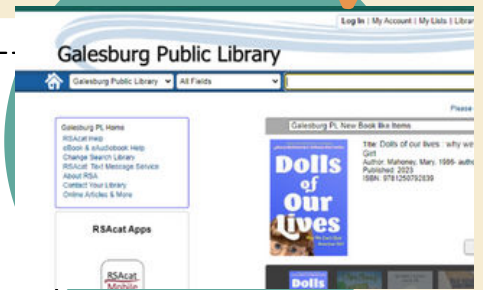 Log In | My Account | My Lists | Librar
Galesburg Public Library
Galesburg Public Library All Fields
Please
Galesburg PL Home
RSAcat Help
eBook & eAudiobook Help
Change Search Library
RSAcat Text Message Service
About RSA
Contact Your Library
Online Articles & More
RSAcat Apps
RSAcat
Mobile
Galesburg PL New Book like Items
Dolls
of
Our
Lives
Title: Dolls of our lives : why we
Girl
Author: Mahoney, Mary, 1986- autho
Published: 2023
ISBN: 9781250792839
Dolls